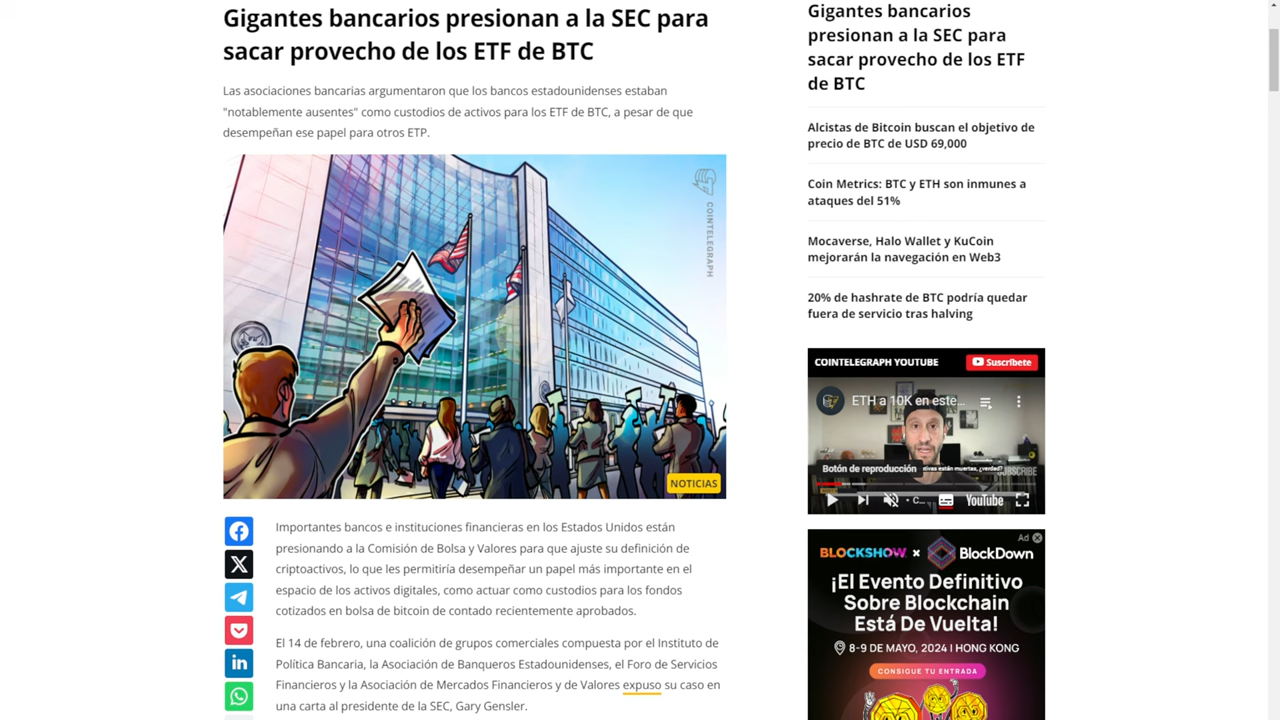 Gigantes bancarios presionan a la SEC para
sacar provecho de los ETF de BTC
Las asociaciones bancarias argumentaron que los bancos estadounidenses estaban
"notablemente ausentes" como custodios de activos para los ETF de BTC, a pesar de que
desempeñan ese papel para otros ETP.
COINTELEGRAPH
NOTICIAS
Importantes bancos e instituciones financieras en los Estados Unidos están
presionando a la Comisión de Bolsa y Valores para que ajuste su definición de
criptoactivos, lo que les permitiría desempeñar un papel más importante en el
espacio de los activos digitales, como actuar como custodios para los fondos
cotizados en bolsa de bitcoin de contado recientemente aprobados.
El 14 de febrero, una coalición de grupos comerciales compuesta por el Instituto de
Política Bancaria, la Asociación de Banqueros Estadounidenses, el Foro de Servicios
Financieros y la Asociación de Mercados Financieros y de Valores expuso su caso en
una carta al presidente de la SEC, Gary Gensler.
Gigantes bancarios
presionan a la SEC para
sacar provecho de los ETF
de BTC
Alcistas de Bitcoin buscan el objetivo de
precio de BTC de USD 69,000
Coin Metrics: BTC y ETH son inmunes a
ataques del 51%
Mocaverse, Halo Wallet y KuCoin
mejorarán la navegación en Web3
20% de hashrate de BTC podría quedar
fuera de servicio tras halving
COINTELEGRAPH YOUTUBE
Suscríbete
ETH a 10K en este...
Botón de reproducción
tivas están muertas, ¿verdad?
SUBSCRIBE
• C...
YouTube
Ad
BLOCKSHOW × BlockDown
¡El Evento Definitivo
Sobre Blockchain
Está De Vuelta!
8-9 DE MAYO, 2024 | HONG KONG
CONSIGUE TU ENTRADA